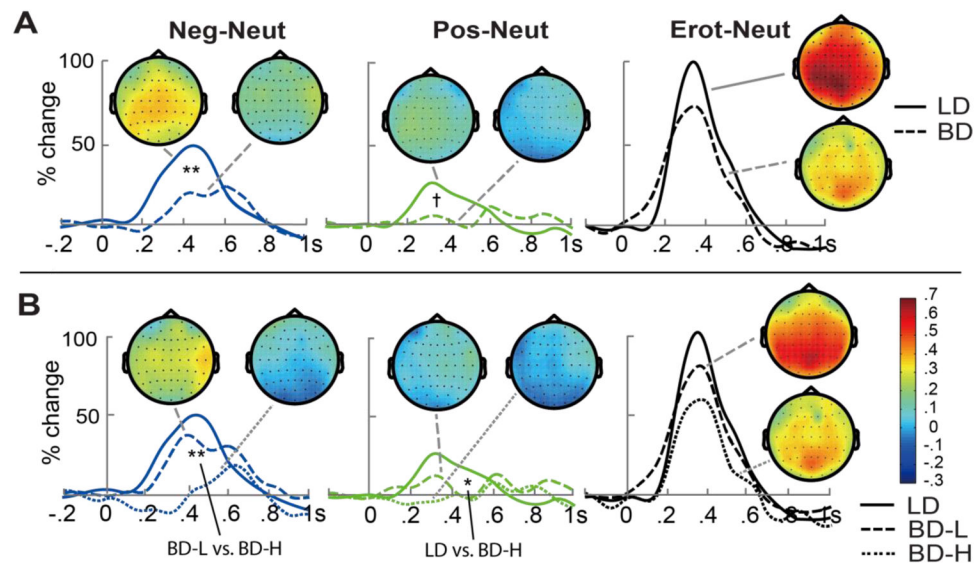 A
Neg-Neut
Pos-Neut
Erot-Neut
% change
100
50
**
†
LD
BD
-.2 0 .2 .4 .6 .8 1s
0 .2 .4 .6 .8 1s
0 .2 .4 .6 .8 1s
B
% change
100
50
**
*
-.2 0 .2 .4 .6 .8 1s
0 .2 .4 .6 .8 1s
0 .2 .4 .6 .8 1s
BD-L vs. BD-H
LD vs. BD-H
.7
.6
.5
.4
.3
.2
.1
0
-.1
-.2
-.3
LD
BD-L
BD-H